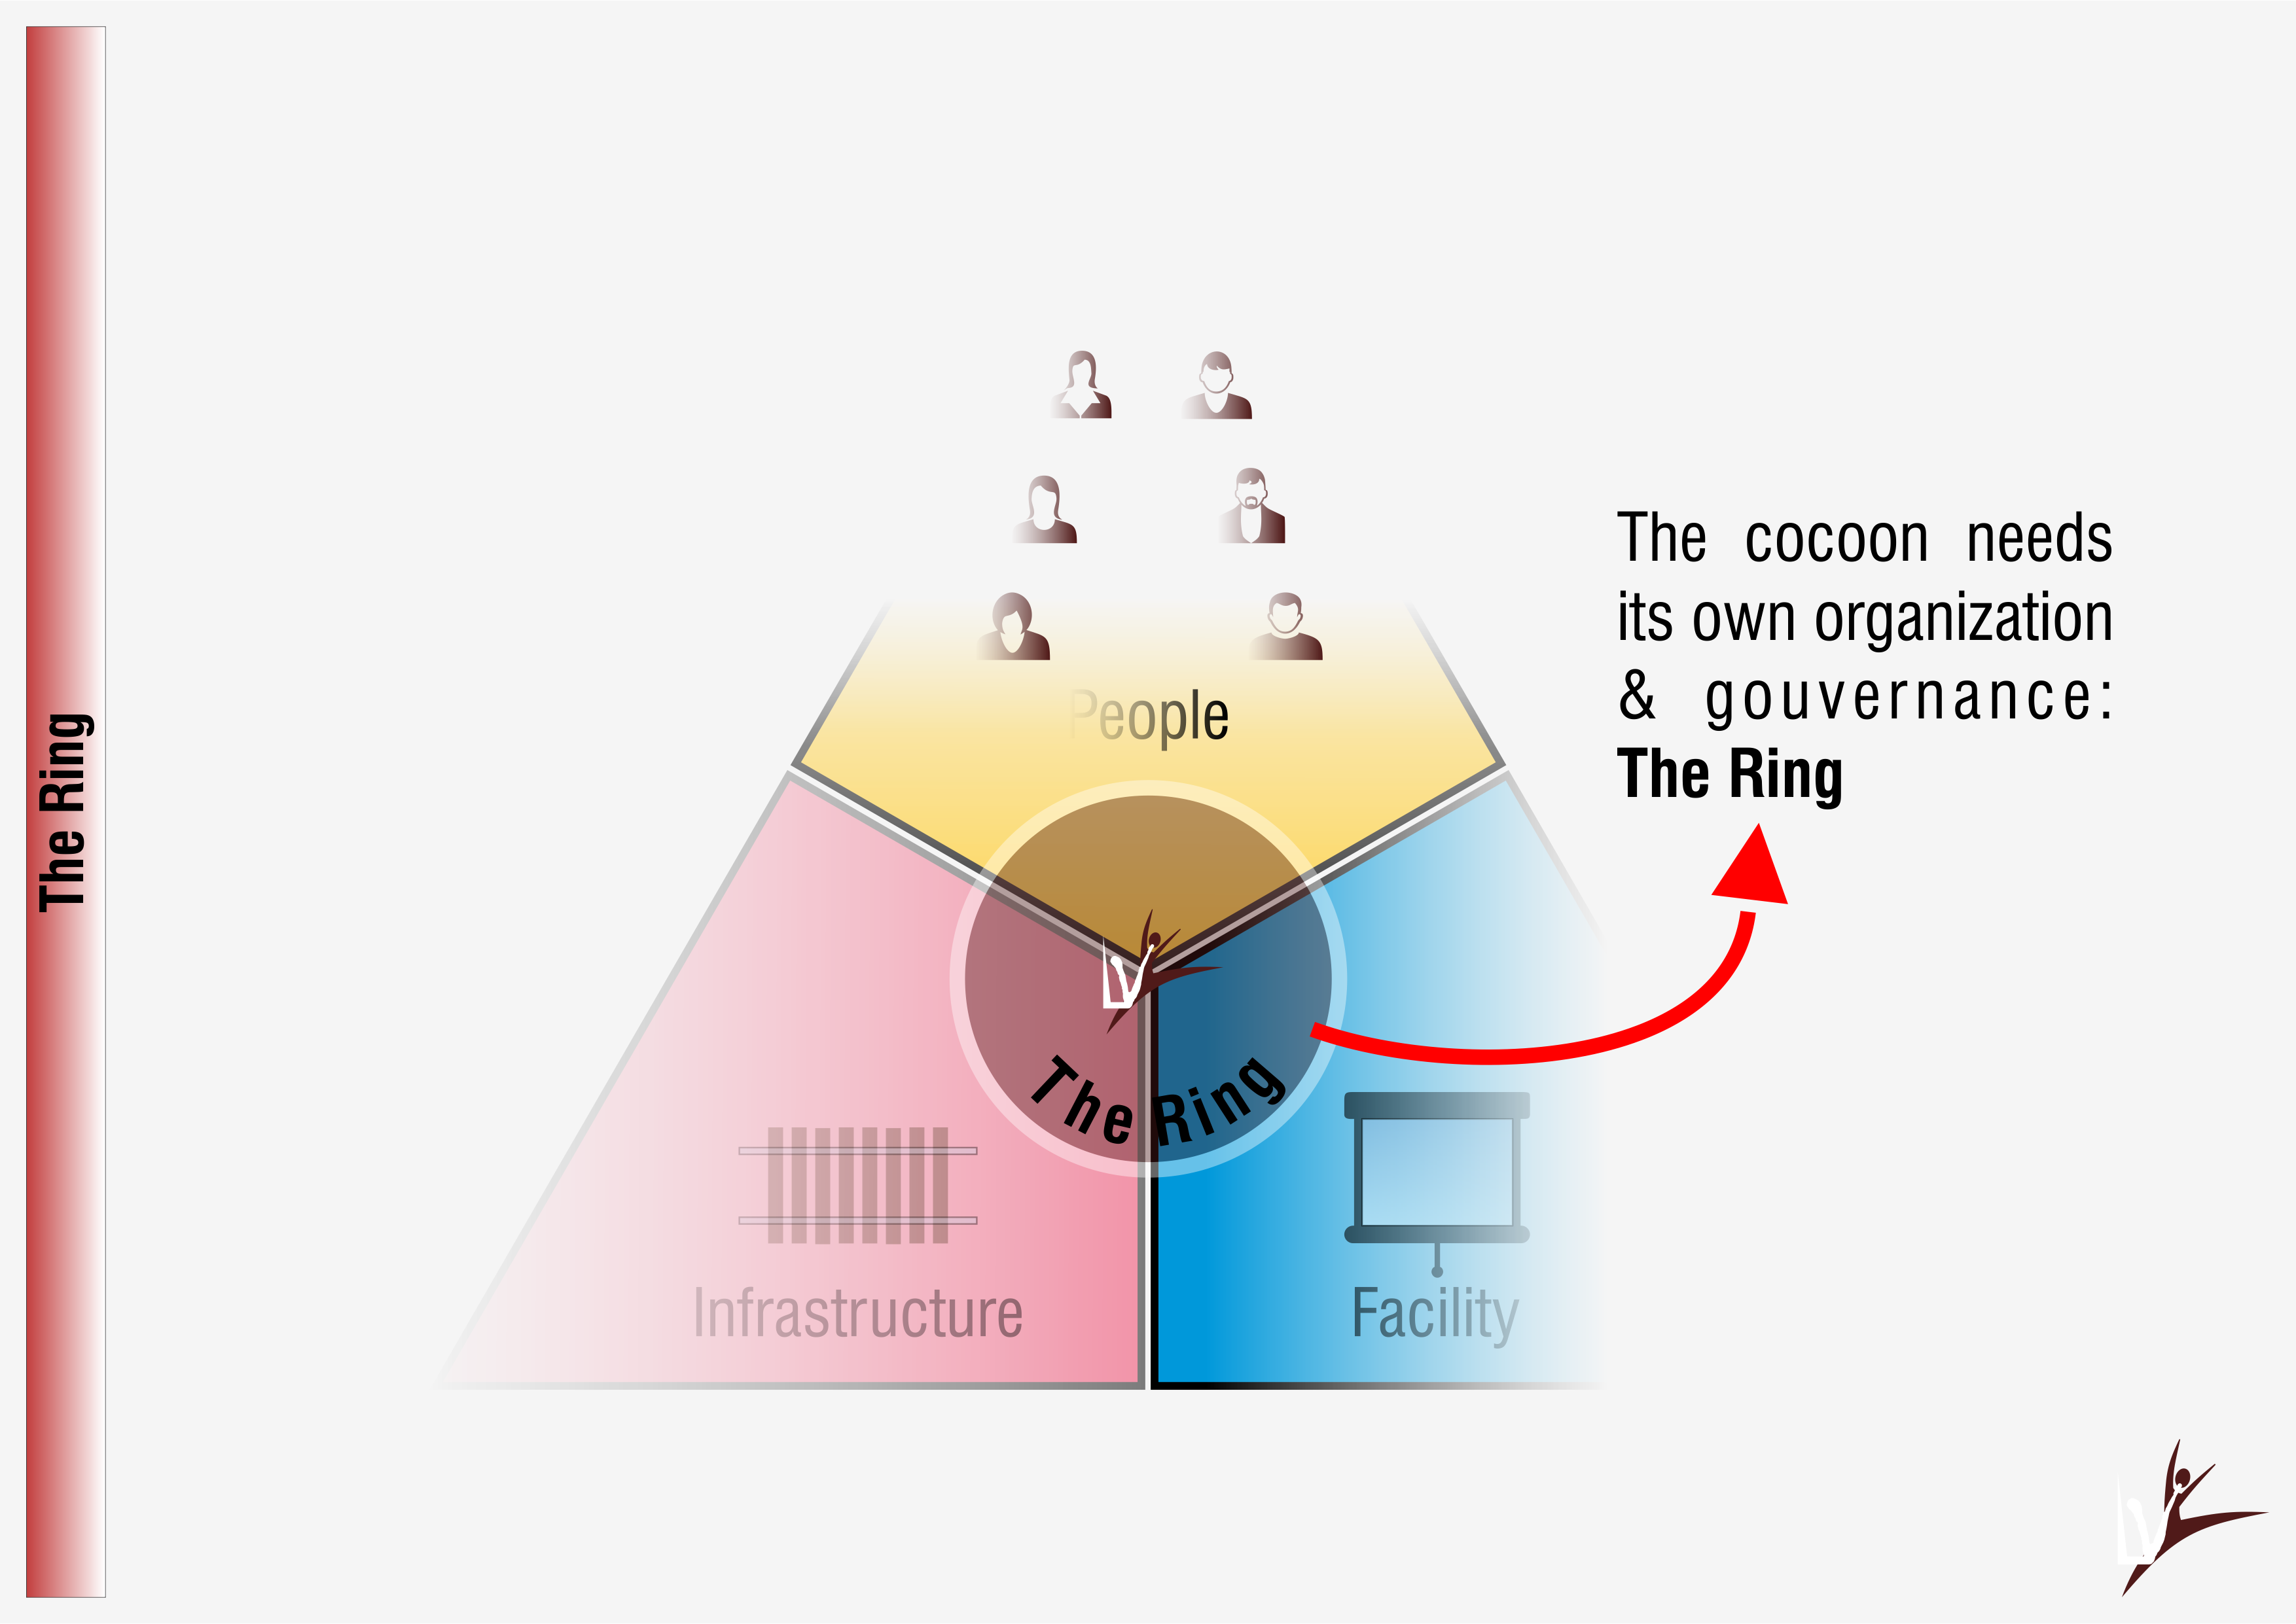 The Ring
People
The cocoon needs
its own organization
& gouvernance:
The Ring
The Ring
Infrastructure
Facility